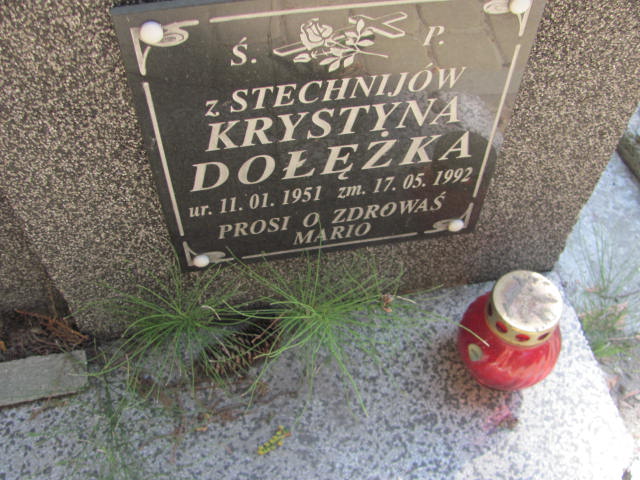 Ś. P.
z STECHNIJÓW
KRYSTYNA
DOŁĘŻKA
ur. 11. 01. 1951 zm. 17. 05. 1992
PROSI O ZDROWAŚ
MARIO